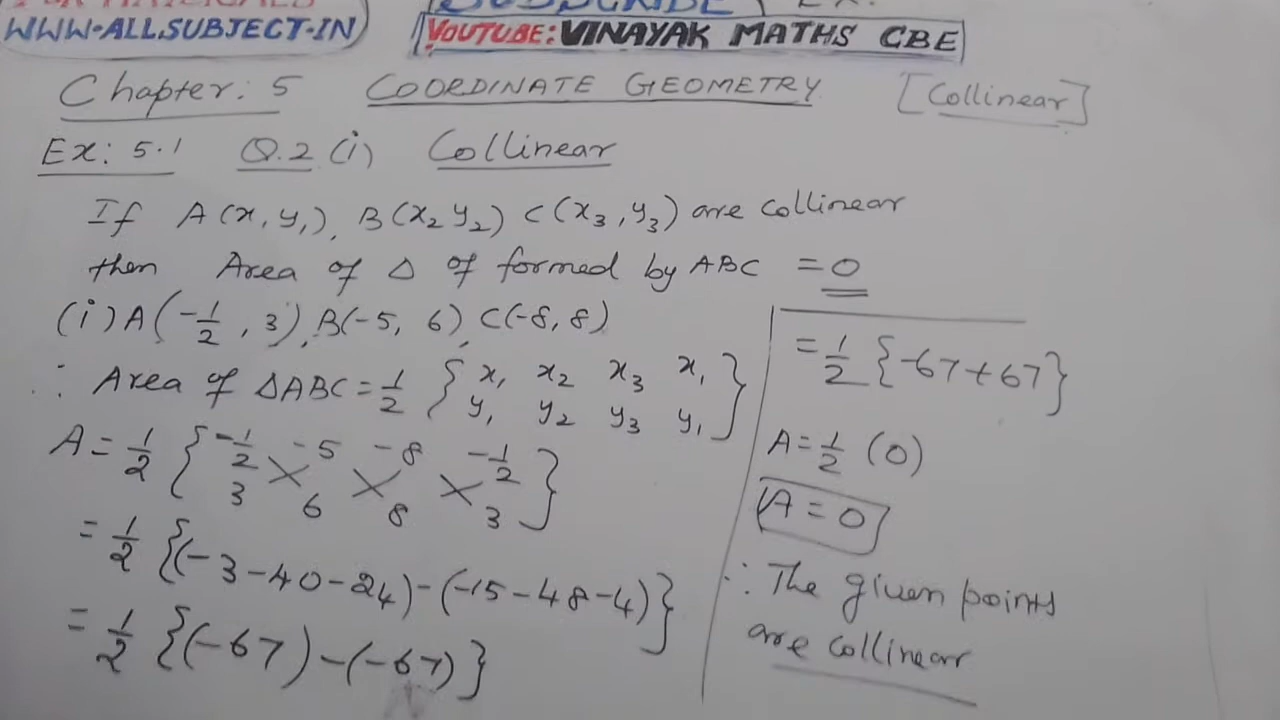 WWW-ALLSUBJECT-IN
YOUTUBE: VINAYAK MATHS CBE
Chapter: 5 COORDINATE GEOMETRY [Collinear]
Ex: 5.1 Q.2 (i) Collinear
If A(x, y₁), B(x₂ y₂) C(x₃, y₃) are collinear
then Area of Δ of formed by ABC = 0
(i) A(-1/2, 3), B(-5, 6), C(-8, 8)
∴ Area of ΔABC = 1/2 { x₁ x₂ x₃ x₁
y₁ y₂ y₃ y₁ }
A = 1/2 { -1/2 -5 -8 -1/2
3 6 8 3 }
= 1/2 {(-3-40-24)-(-15-48-4)}
= 1/2 {(-67)-(-67)}
= 1/2 {-67+67}
A = 1/2 (0)
A = 0
∴ The given points
are collinear